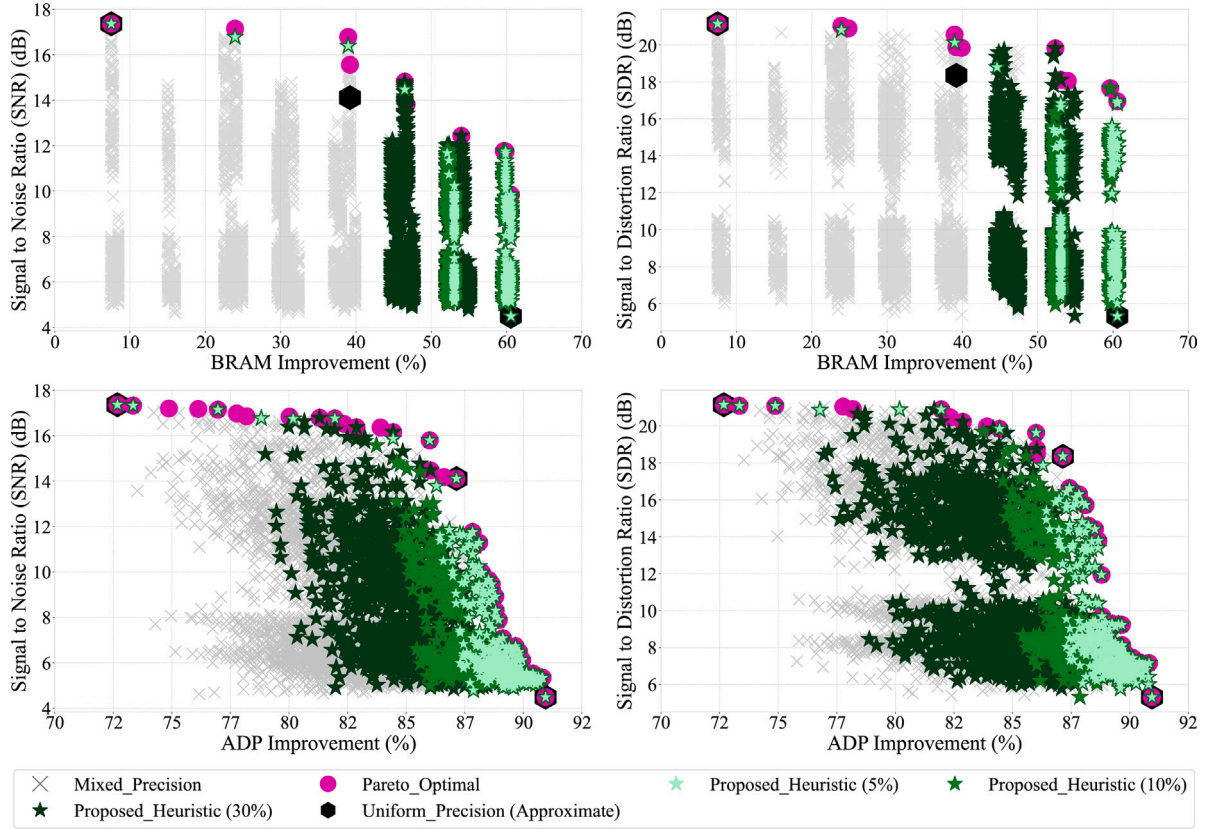 Signal to Noise Ratio (SNR) (dB)
18
16
14
12
10
8
6
4
0 10 20 30 40 50 60 70
BRAM Improvement (%)
Signal to Distortion Ratio (SDR) (dB)
20
18
16
14
12
10
8
6
0 10 20 30 40 50 60 70
BRAM Improvement (%)
Signal to Noise Ratio (SNR) (dB)
18
16
14
12
10
8
6
4
70 72 75 77 80 82 85 87 90 92
ADP Improvement (%)
Signal to Distortion Ratio (SDR) (dB)
20
18
16
14
12
10
8
6
70 72 75 77 80 82 85 87 90 92
ADP Improvement (%)
Mixed_Precision Pareto_Optimal Proposed_Heuristic (5%) Proposed_Heuristic (10%)
Proposed_Heuristic (30%) Uniform_Precision (Approximate)